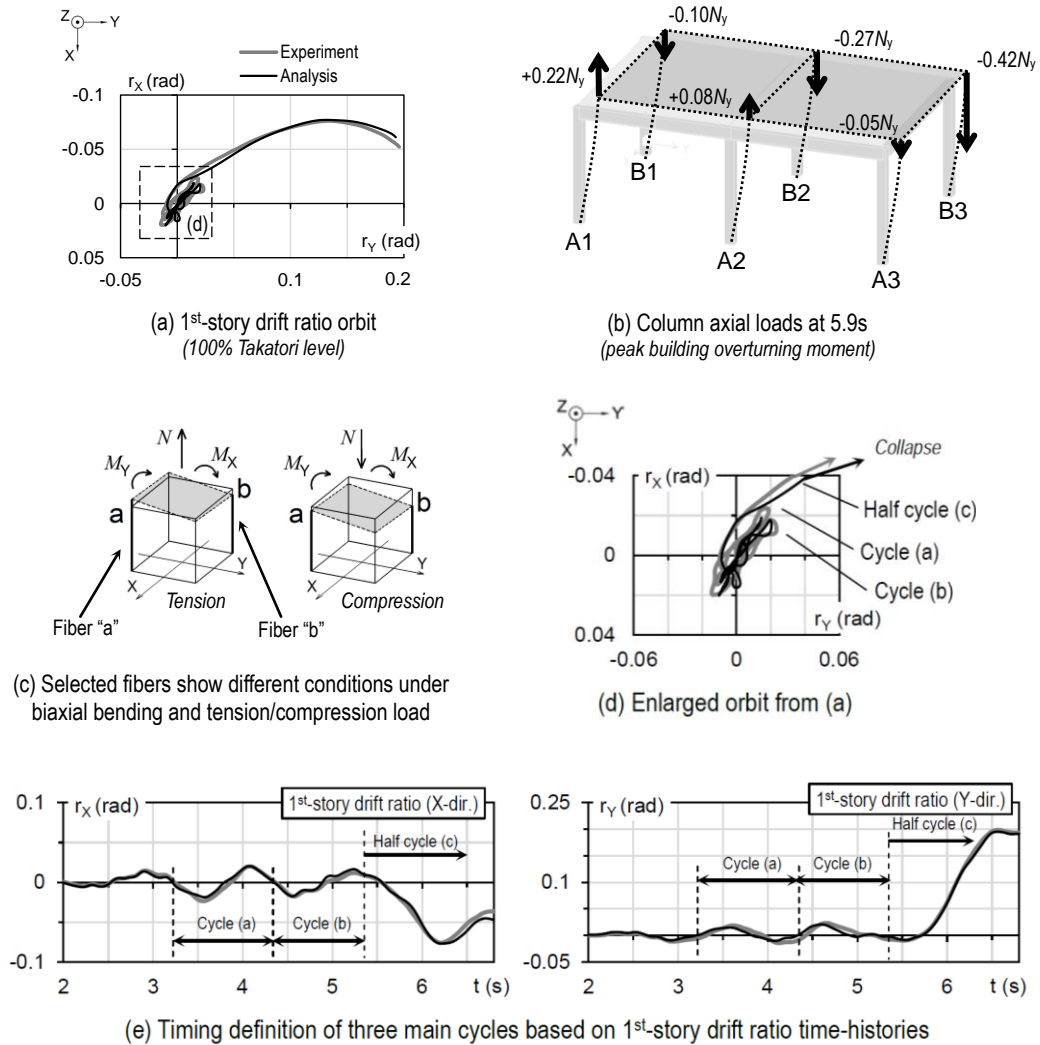 Z Y
X
Experiment
Analysis
r_X (rad)
-0.1
-0.05
0
0.05
(d)
r_Y (rad)
-0.05 0.1 0.2
(a) 1st-story drift ratio orbit
(100% Takatori level)
-0.10N_y
-0.27N_y
-0.42N_y
+0.22N_y
+0.08N_y
-0.05N_y
B1
B2
B3
A1
A2
A3
(b) Column axial loads at 5.9s
(peak building overturning moment)
N
M_Y M_X
a b
X Y
Tension
N
M_Y M_X
a b
X Y
Compression
Fiber “a” Fiber “b”
(c) Selected fibers show different conditions under
biaxial bending and tension/compression load
Z Y
X
Collapse
-0.04 r_X (rad)
Half cycle (c)
0
Cycle (a)
Cycle (b)
r_Y (rad)
0.04
-0.06 0 0.06
(d) Enlarged orbit from (a)
0.1 r_X (rad)
1st-story drift ratio (X-dir.)
Half cycle (c)
0
Cycle (a) Cycle (b)
-0.1
2 3 4 5 6 t (s)
0.25 r_Y (rad)
1st-story drift ratio (Y-dir.)
Half cycle (c)
Cycle (a) Cycle (b)
0.1
-0.05
2 3 4 5 6 t (s)
(e) Timing definition of three main cycles based on 1st-story drift ratio time-histories